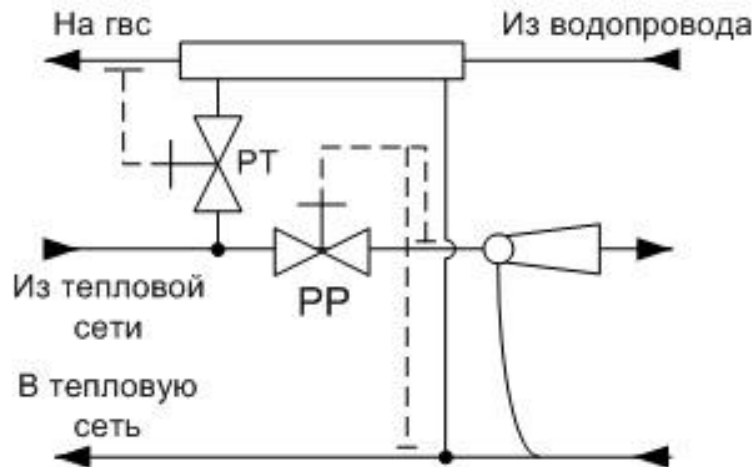 На гвс
Из водопровода
РТ
РР
Из тепловой
сети
В тепловую
сеть